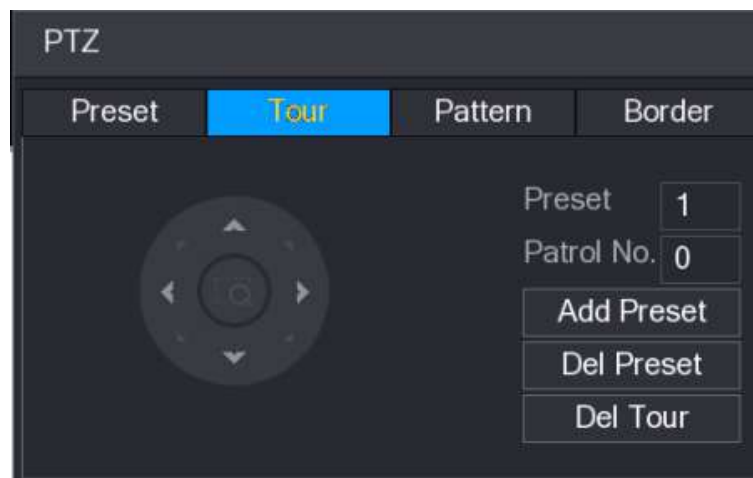 PTZ
Preset Tour Pattern Border
Preset 1
Patrol No. 0
Add Preset
Del Preset
Del Tour